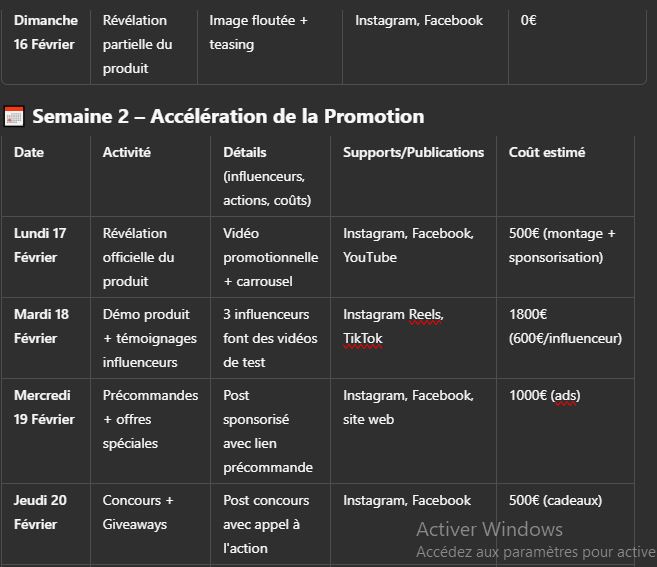 Dimanche 16 Février
Révélation partielle du produit
Image floutée + teasing
Instagram, Facebook
0€
Semaine 2 – Accélération de la Promotion
Date
Activité
Détails (influenceurs, actions, coûts)
Supports/Publications
Coût estimé
Lundi 17 Février
Révélation officielle du produit
Vidéo promotionnelle + carrousel
Instagram, Facebook, YouTube
500€ (montage + sponsorisation)
Mardi 18 Février
Démo produit + témoignages influenceurs
3 influenceurs font des vidéos de test
Instagram Reels, TikTok
1800€ (600€/influenceur)
Mercredi 19 Février
Précommandes + offres spéciales
Post sponsorisé avec lien précommande
Instagram, Facebook, site web
1000€ (ads)
Jeudi 20 Février
Concours + Giveaways
Post concours avec appel à l'action
Instagram, Facebook
500€ (cadeaux)
Activer Windows
Accédez aux paramètres pour active